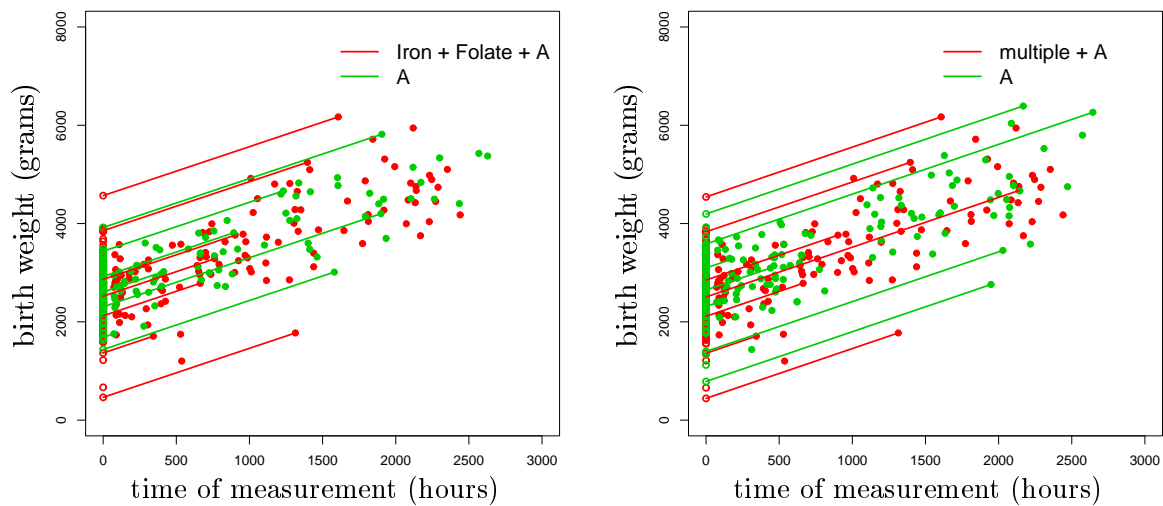 birth weight (grams)
0 2000 4000 6000 8000
Iron + Folate + A
A
0 500 1000 1500 2000 2500 3000
time of measurement (hours)
birth weight (grams)
0 2000 4000 6000 8000
multiple + A
A
0 500 1000 1500 2000 2500 3000
time of measurement (hours)